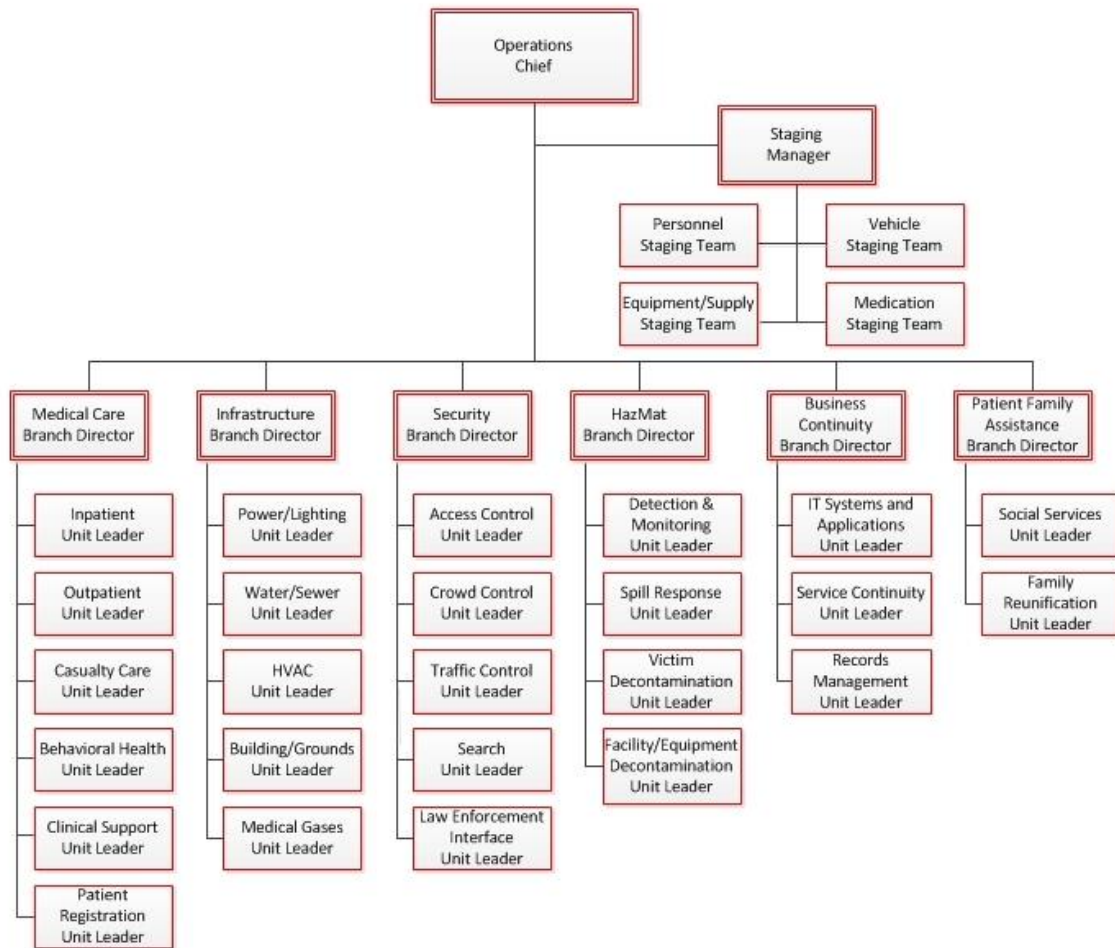 Operations
Chief
Staging
Manager
Personnel
Staging Team
Vehicle
Staging Team
Equipment/Supply
Staging Team
Medication
Staging Team
Medical Care
Branch Director
Infrastructure
Branch Director
Security
Branch Director
HazMat
Branch Director
Business
Continuity
Branch Director
Patient Family
Assistance
Branch Director
Inpatient
Unit Leader
Outpatient
Unit Leader
Casualty Care
Unit Leader
Behavioral Health
Unit Leader
Clinical Support
Unit Leader
Patient
Registration
Unit Leader
Power/Lighting
Unit Leader
Water/Sewer
Unit Leader
HVAC
Unit Leader
Building/Grounds
Unit Leader
Medical Gases
Unit Leader
Access Control
Unit Leader
Crowd Control
Unit Leader
Traffic Control
Unit Leader
Search
Unit Leader
Law Enforcement
Interface
Unit Leader
Detection &
Monitoring
Unit Leader
Spill Response
Unit Leader
Victim
Decontamination
Unit Leader
Facility/Equipment
Decontamination
Unit Leader
IT Systems and
Applications
Unit Leader
Service Continuity
Unit Leader
Records
Management
Unit Leader
Social Services
Unit Leader
Family
Reunification
Unit Leader